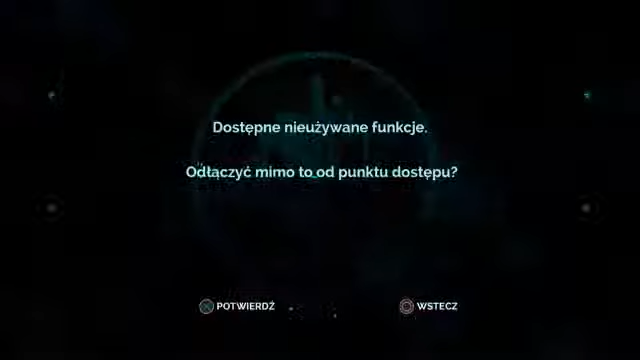 Dostępne nieużywane funkcje.
Odłączyć mimo to od punktu dostępu?
POTWIERDŹ
WSTECZ